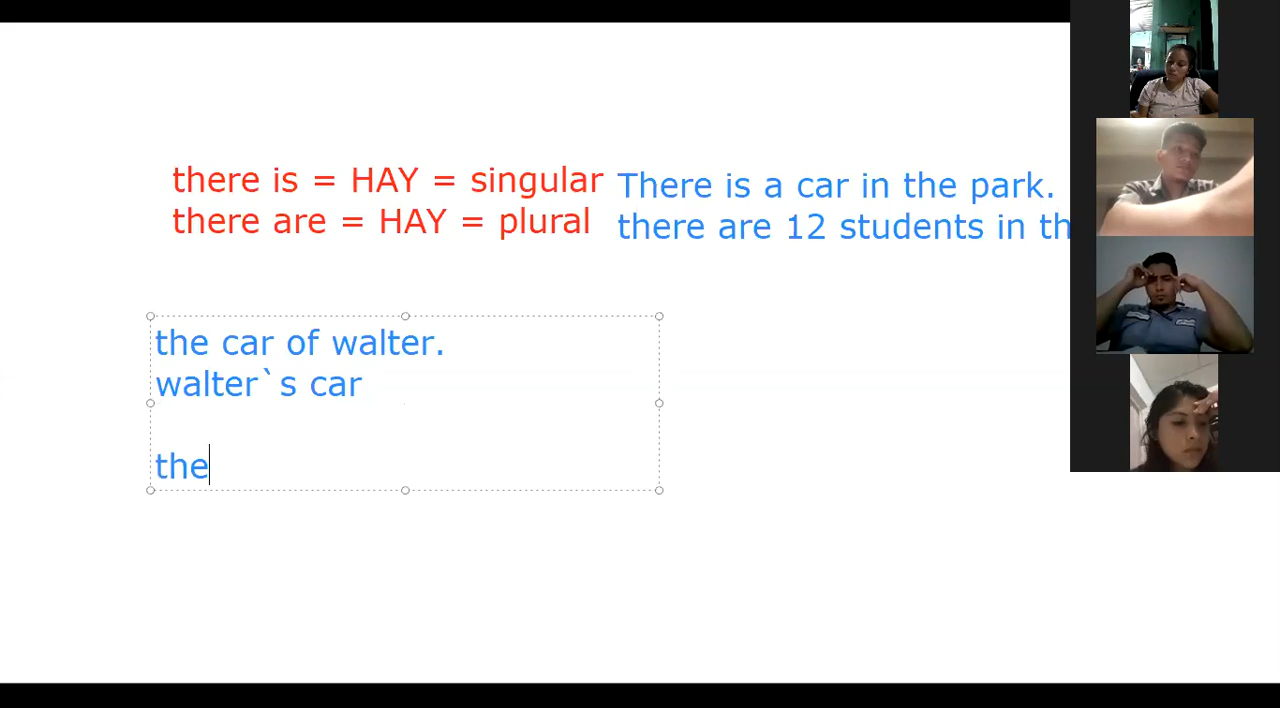 there is = HAY = singular
there are = HAY = plural
There is a car in the park.
there are 12 students in th
the car of walter.
walter`s car
the